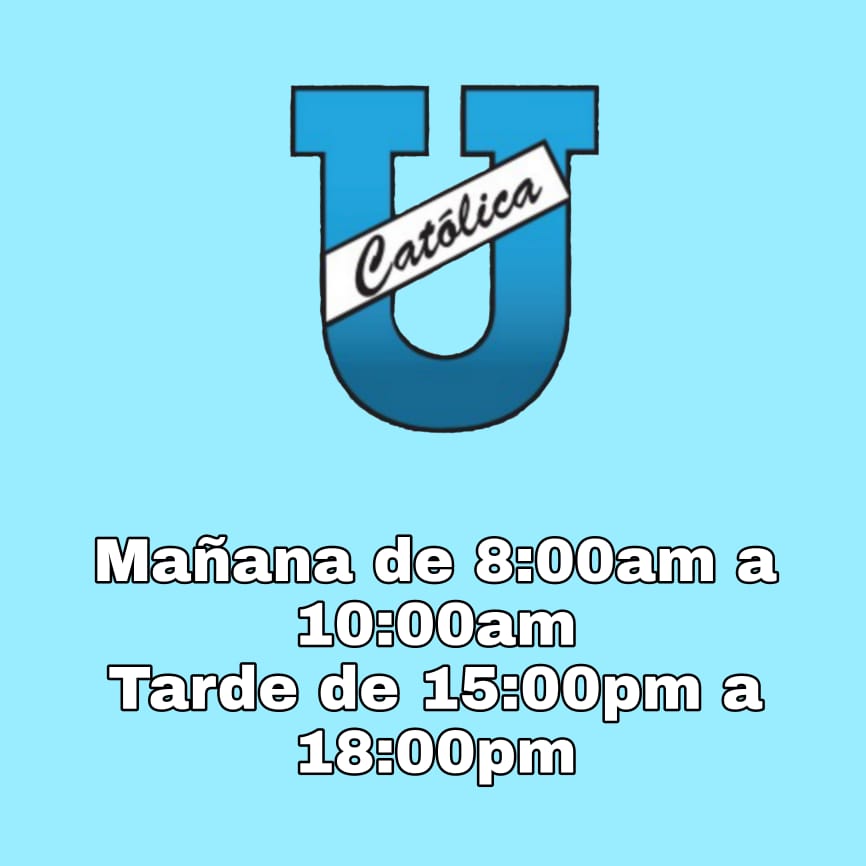 U
Católica
Mañana de 8:00am a
10:00am
Tarde de 15:00pm a
18:00pm